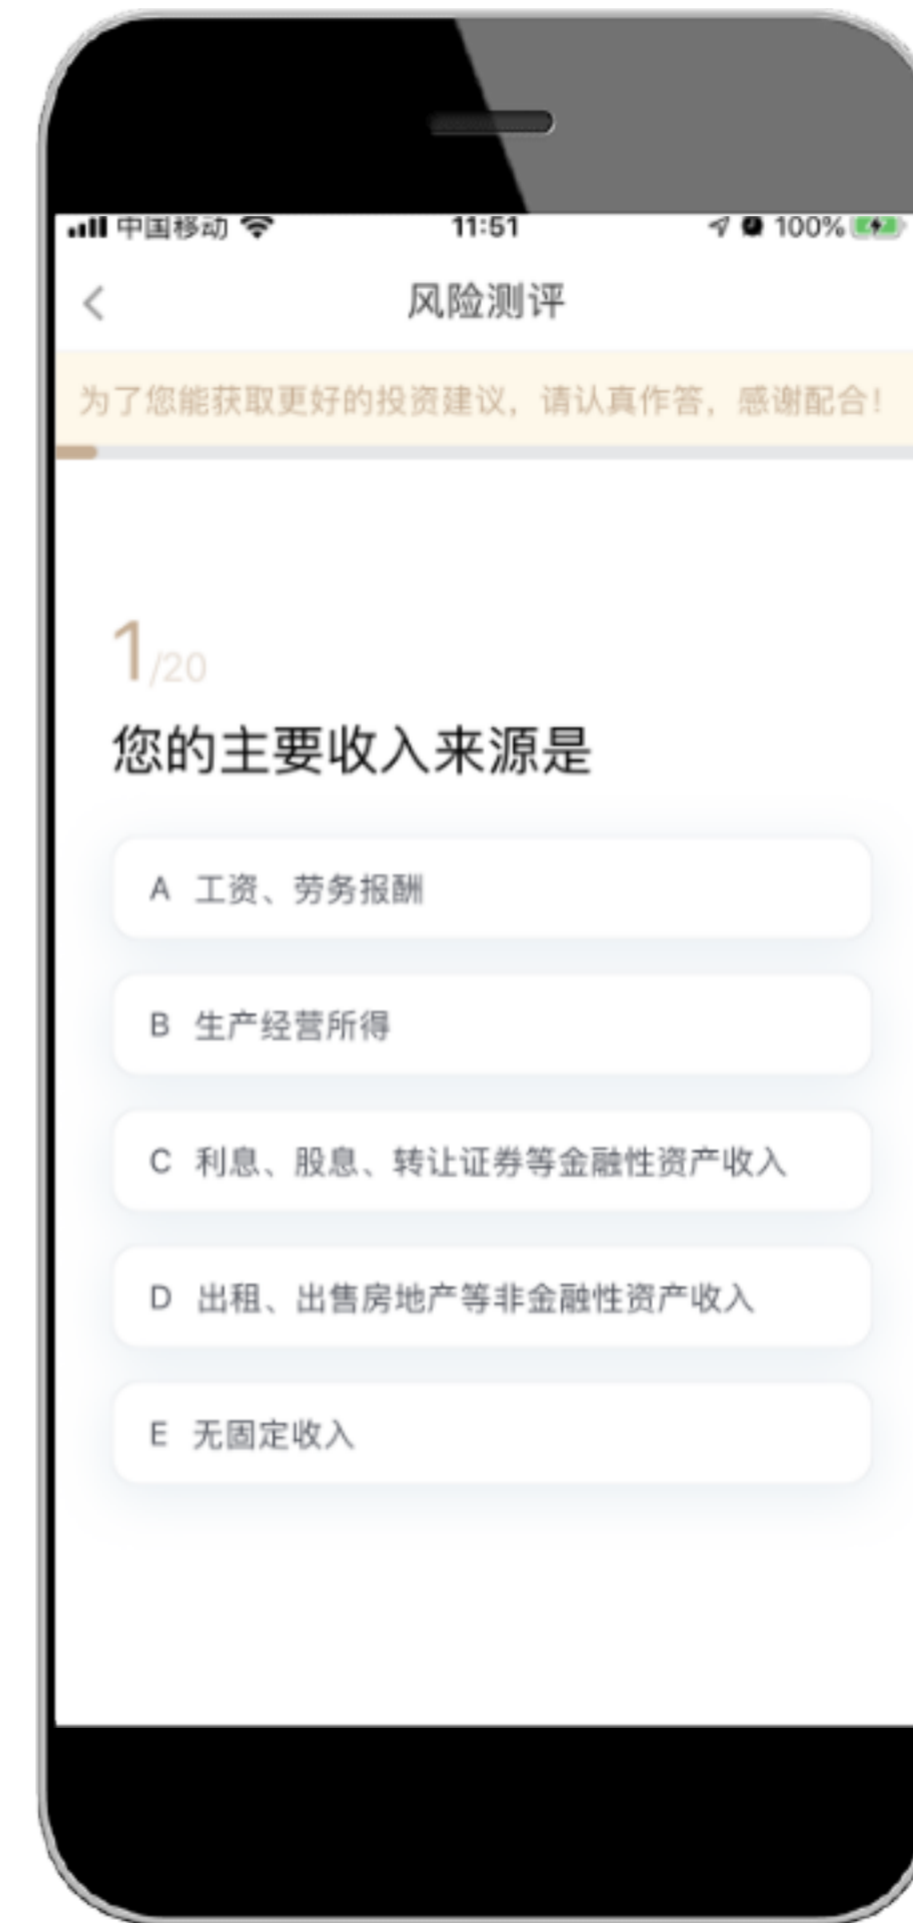 中国移动 11:51 100%
风险测评
为了您能获取更好的投资建议，请认真作答，感谢配合！
1/20
您的主要收入来源是
A 工资、劳务报酬
B 生产经营所得
C 利息、股息、转让证券等金融性资产收入
D 出租、出售房地产等非金融性资产收入
E 无固定收入